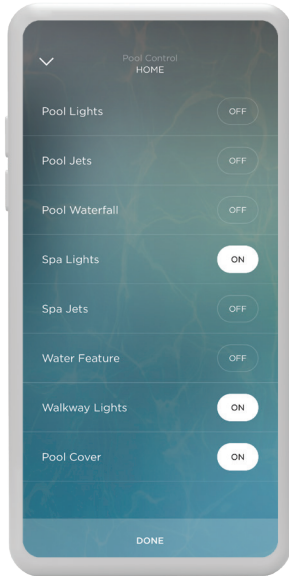 Pool Control
HOME
Pool Lights OFF
Pool Jets OFF
Pool Waterfall OFF
Spa Lights ON
Spa Jets OFF
Water Feature OFF
Walkway Lights ON
Pool Cover ON
DONE